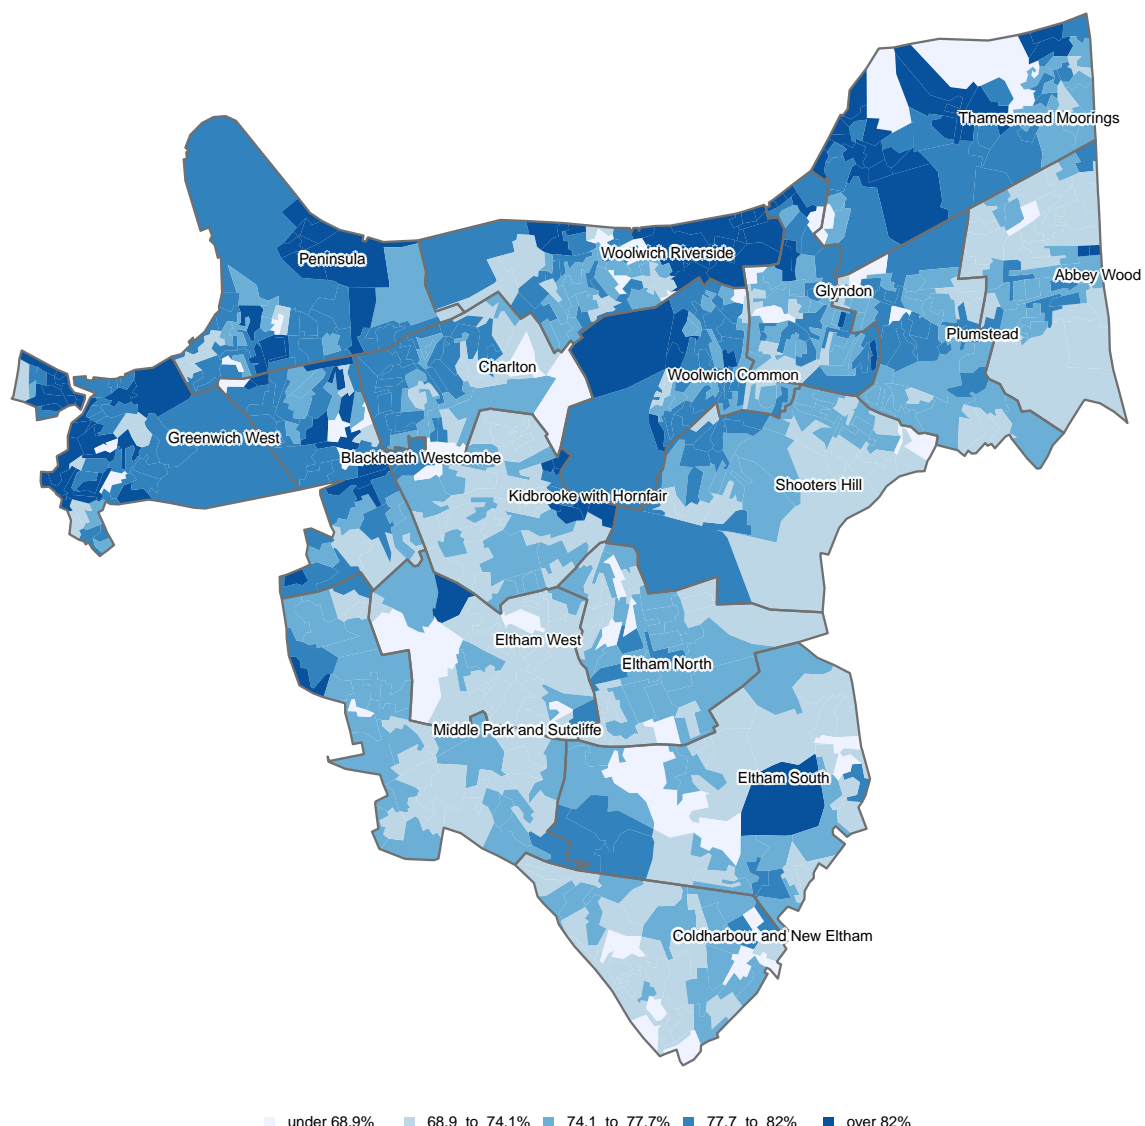 Thamesmead Moorings
Peninsula
Woolwich Riverside
Abbey Wood
Glyndon
Plumstead
Charlton
Woolwich Common
Greenwich West
Blackheath Westcombe
Shooters Hill
Kidbrooke with Hornfair
Eltham West
Eltham North
Middle Park and Sutcliffe
Eltham South
Coldharbour and New Eltham
under 68.9% 68.9 to 74.1% 74.1 to 77.7% 77.7 to 82% over 82%